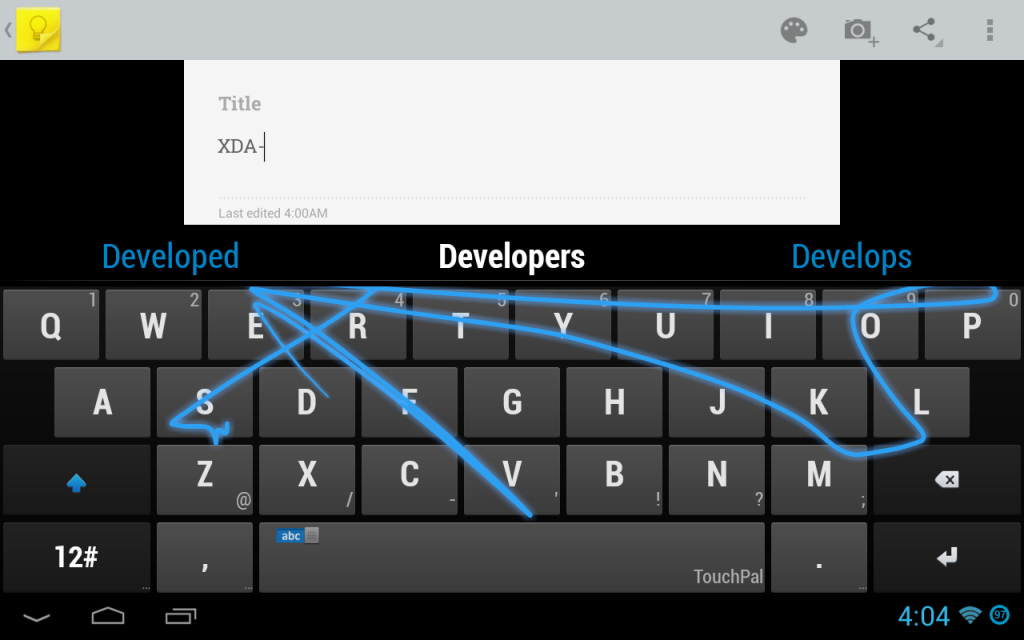 Title
XDA-
Last edited 4:00AM
Developed Developers Develops
Q 1 W 2 E 3 R 4 T 5 Y 6 U 7 I 8 O 9 P 0
A S D F G H J K L
Z @ X / C - V ' B ! N ? M ;
12# ... , ... abc TouchPal . ...
4:04 97